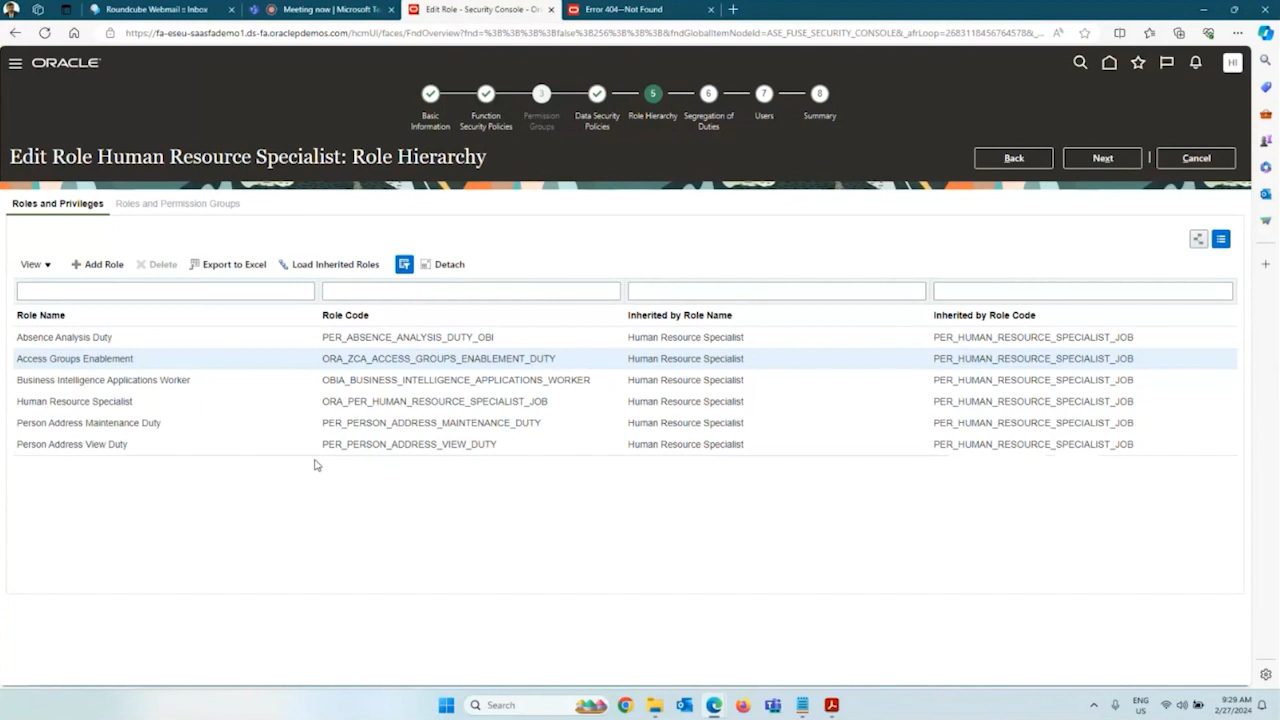 Roundcube Webmail :: Inbox
Meeting now | Microsoft Te
Edit Role - Security Console - Or
Error 404--Not Found
https://fa-eseu-saasfademo1.ds-fa.oraclepdemos.com/hcmUI/faces/FndOverview?fnd=%3B%3B%3B%3Bfalse%3B256%3B%3B%3B&fndGlobalItemNodeId=ASE_FUSE_SECURITY_CONSOLE&_afrLoop=2683118456764578&_...
ORACLE
HI
3
5
6
7
8
Basic Information
Function Security Policies
Permission Groups
Data Security Policies
Role Hierarchy
Segregation of Duties
Users
Summary
Edit Role Human Resource Specialist: Role Hierarchy
Back
Next
Cancel
Roles and Privileges
Roles and Permission Groups
View
Add Role
Delete
Export to Excel
Load Inherited Roles
Detach
Role Name Role Code Inherited by Role Name Inherited by Role Code
Absence Analysis Duty PER_ABSENCE_ANALYSIS_DUTY_OBI Human Resource Specialist PER_HUMAN_RESOURCE_SPECIALIST_JOB
Access Groups Enablement ORA_ZCA_ACCESS_GROUPS_ENABLEMENT_DUTY Human Resource Specialist PER_HUMAN_RESOURCE_SPECIALIST_JOB
Business Intelligence Applications Worker OBIA_BUSINESS_INTELLIGENCE_APPLICATIONS_WORKER Human Resource Specialist PER_HUMAN_RESOURCE_SPECIALIST_JOB
Human Resource Specialist ORA_PER_HUMAN_RESOURCE_SPECIALIST_JOB Human Resource Specialist PER_HUMAN_RESOURCE_SPECIALIST_JOB
Person Address Maintenance Duty PER_PERSON_ADDRESS_MAINTENANCE_DUTY Human Resource Specialist PER_HUMAN_RESOURCE_SPECIALIST_JOB
Person Address View Duty PER_PERSON_ADDRESS_VIEW_DUTY Human Resource Specialist PER_HUMAN_RESOURCE_SPECIALIST_JOB
Search
ENG
US
9:29 AM
2/27/2024